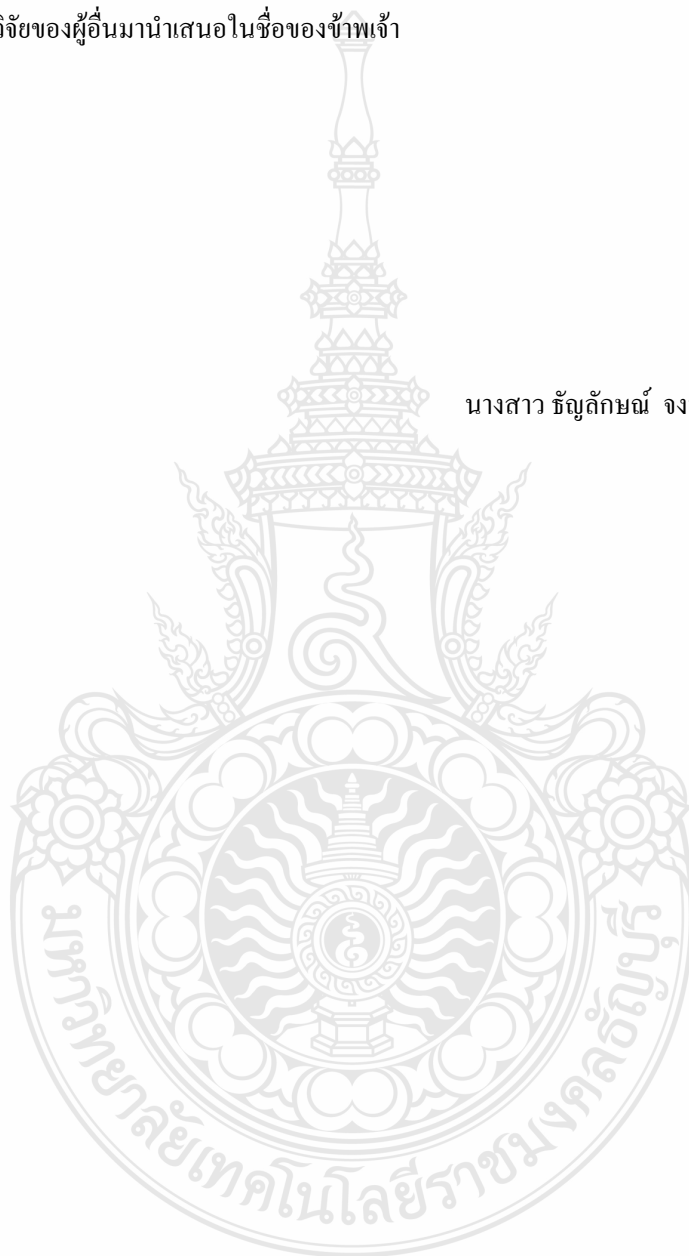 วิจัยของผู้อื่นมานำเสนอในชื่อของข้าพเจ้า
นางสาว ธัญลักษณ์ จง
มหาวิทยาลัยเทคโนโลยีราชมงคลธัญบุรี